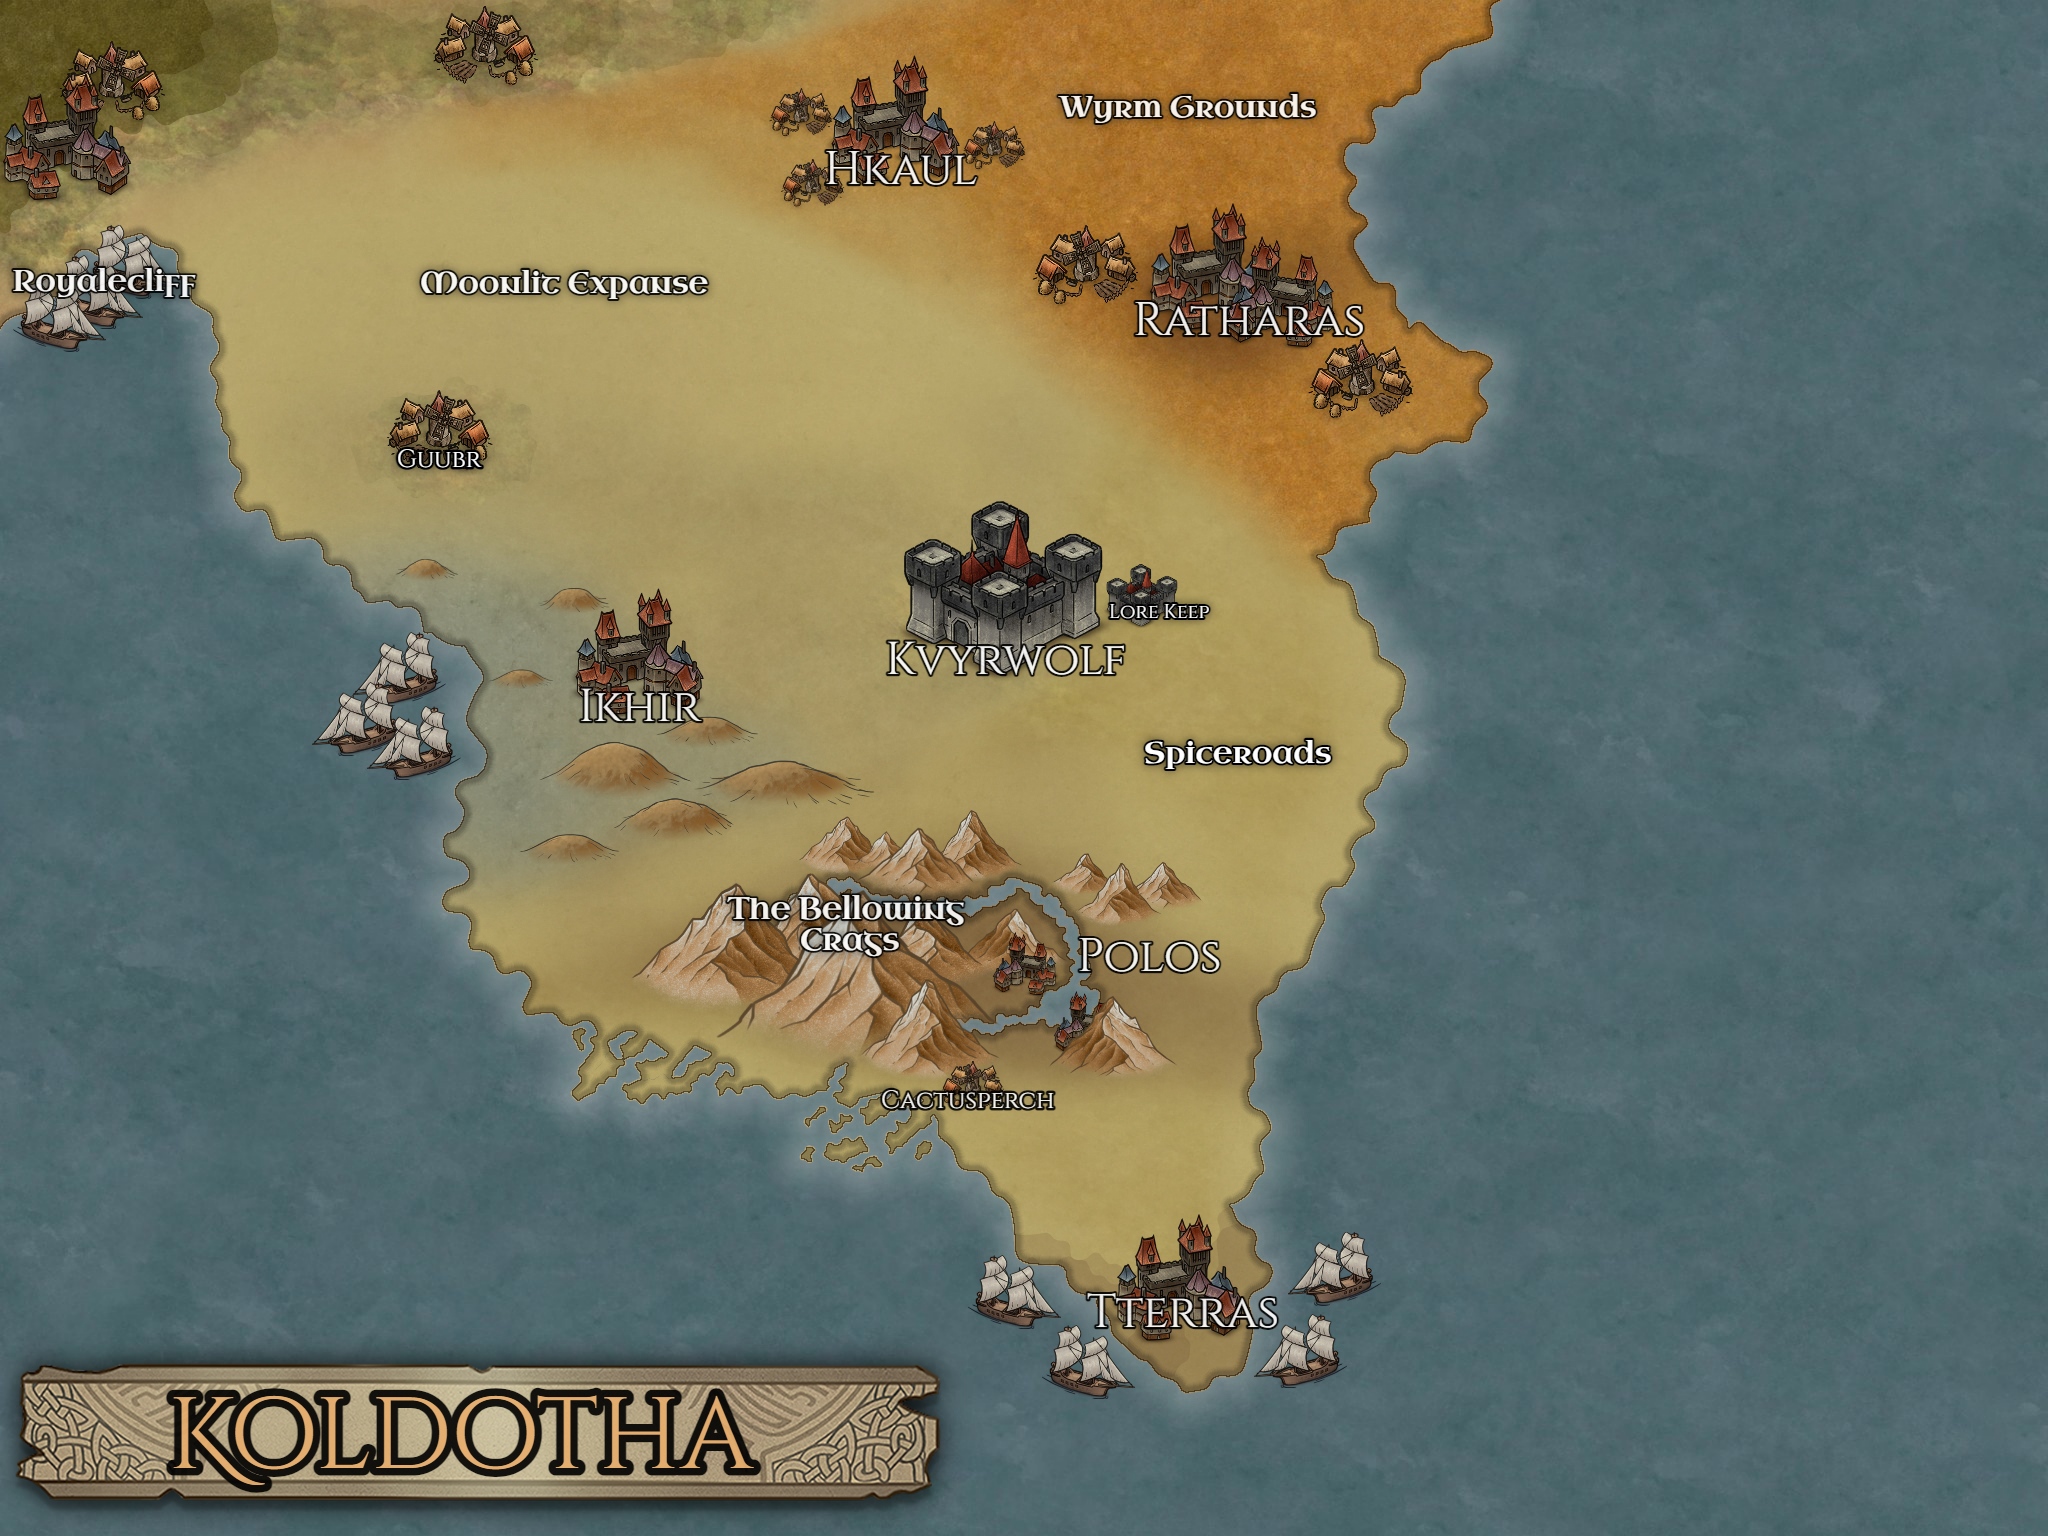 Wyrm Grounds
Hkaul
Royalecliff
Moonlit Expanse
Ratharas
Guubr
Lore Keep
Kvyrwolf
Ikhir
Spiceroads
The Bellowing
Crags
Polos
Cactusperch
Tterras
Koldotha